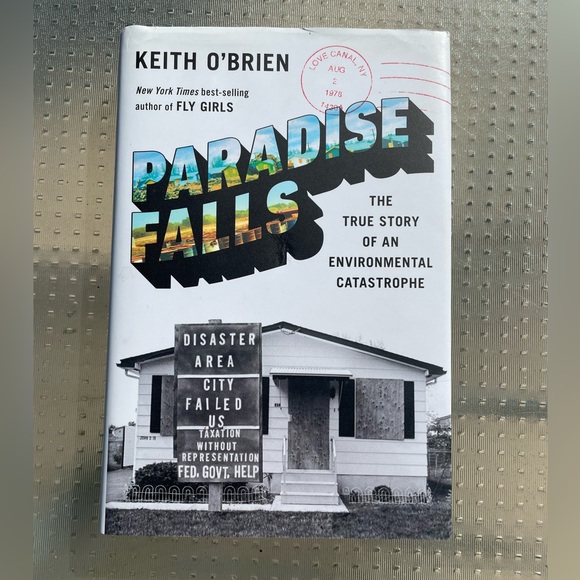 KEITH O'BRIEN
New York Times best-selling
author of FLY GIRLS
LOVE CANAL, NY
AUG
2
1978
PARADISE
FALLS
THE
TRUE STORY
OF AN
ENVIRONMENTAL
CATASTROPHE
DISASTER
AREA
CITY
FAILED
US
TAXATION
WITHOUT
REPRESENTATION
FED. GOVT. HELP